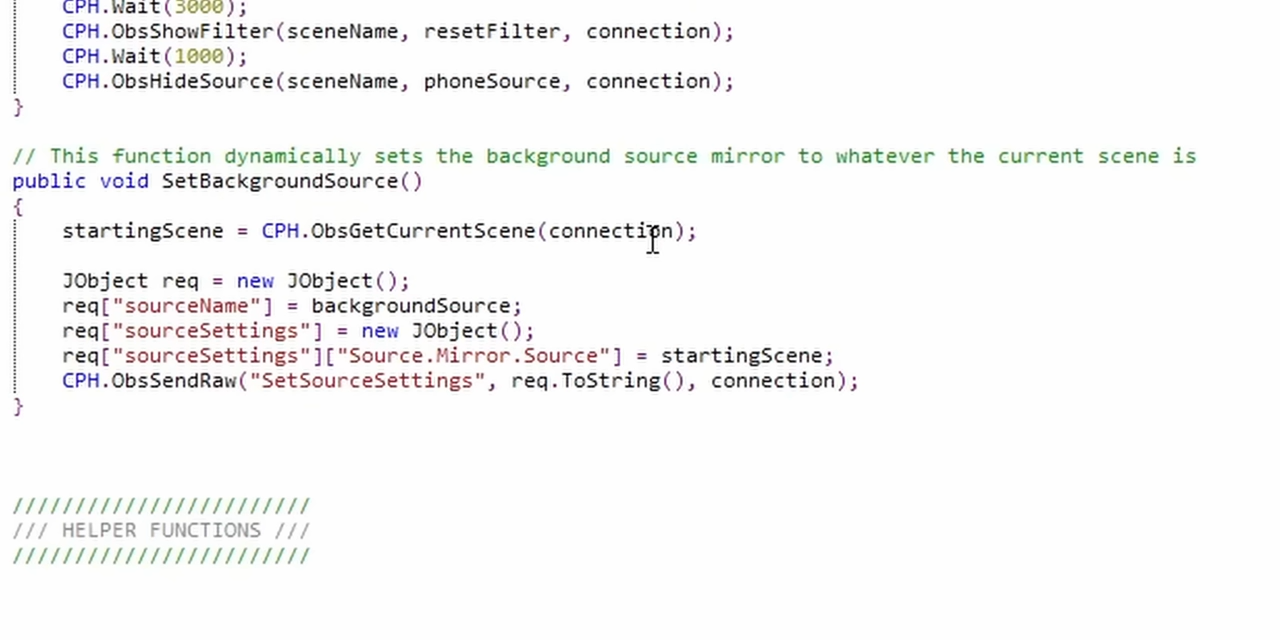 CPH.Wait(3000);
CPH.ObsShowFilter(sceneName, resetFilter, connection);
CPH.Wait(1000);
CPH.ObsHideSource(sceneName, phoneSource, connection);
}
// This function dynamically sets the background source mirror to whatever the current scene is
public void SetBackgroundSource()
{
startingScene = CPH.ObsGetCurrentScene(connection);
JObject req = new JObject();
req["sourceName"] = backgroundSource;
req["sourceSettings"] = new JObject();
req["sourceSettings"]["Source.Mirror.Source"] = startingScene;
CPH.ObsSendRaw("SetSourceSettings", req.ToString(), connection);
}
////////////////////////
/// HELPER FUNCTIONS ///
////////////////////////